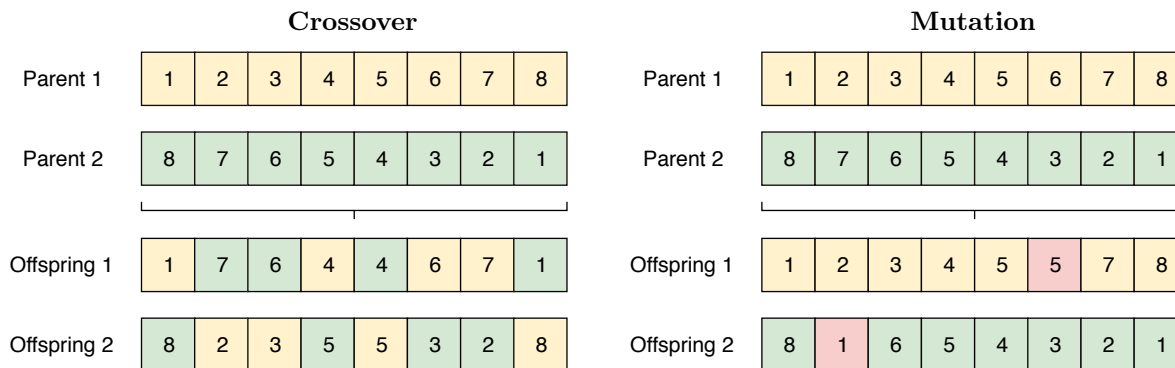 Crossover
Parent 1 1 2 3 4 5 6 7 8
Parent 2 8 7 6 5 4 3 2 1
Offspring 1 1 7 6 4 4 6 7 1
Offspring 2 8 2 3 5 5 3 2 8
Mutation
Parent 1 1 2 3 4 5 6 7 8
Parent 2 8 7 6 5 4 3 2 1
Offspring 1 1 2 3 4 5 5 7 8
Offspring 2 8 1 6 5 4 3 2 1